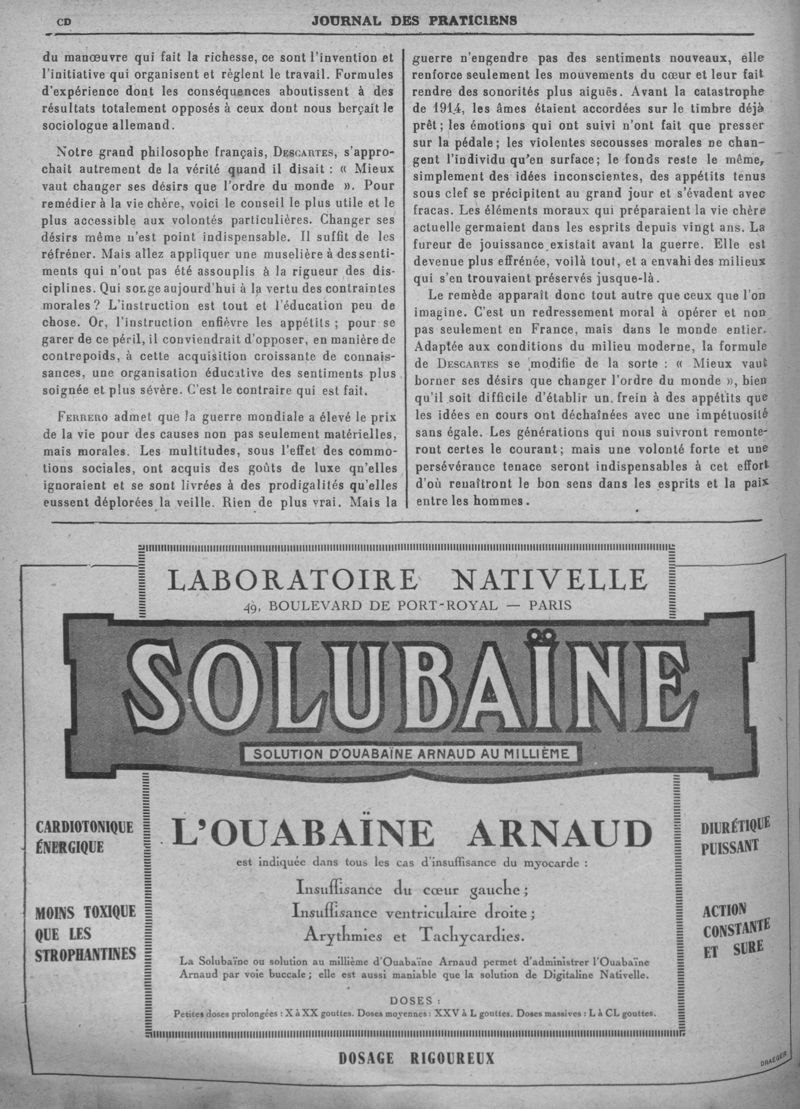 CD
JOURNAL DES PRATICIENS
du manœuvre qui fait la richesse, ce sont l'invention et
l'initiative qui organisent et règlent le travail. Formules
d'expérience dont les conséquences aboutissent à des
résultats totalement opposés à ceux dont nous berçait le
sociologue allemand.
Notre grand philosophe français, DESCARTES, s'appro-
chait autrement de la vérité quand il disait : « Mieux
vaut changer ses désirs que l'ordre du monde ». Pour
remédier à la vie chère, voici le conseil le plus utile et le
plus accessible aux volontés particulières. Changer ses
désirs même n'est point indispensable. Il suffit de les
réfréner. Mais allez appliquer une muselière à des senti-
ments qui n'ont pas été assouplis à la rigueur des dis-
ciplines. Qui songe aujourd'hui à la vertu des contraintes
morales ? L'instruction est tout et l'éducation peu de
chose. Or, l'instruction enfièvre les appétits ; pour se
garer de ce péril, il conviendrait d'opposer, en manière de
contrepoids, à cette acquisition croissante de connais-
sances, une organisation éducative des sentiments plus
soignée et plus sévère. C'est le contraire qui est fait.
FERRERO admet que la guerre mondiale a élevé le prix
de la vie pour des causes non pas seulement matérielles,
mais morales. Les multitudes, sous l'effet des commo-
tions sociales, ont acquis des goûts de luxe qu'elles
ignoraient et se sont livrées à des prodigalités qu'elles
eussent déplorées la veille. Rien de plus vrai. Mais la
guerre n'engendre pas des sentiments nouveaux, elle
renforce seulement les mouvements du cœur et leur fait
rendre des sonorités plus aiguës. Avant la catastrophe
de 1914, les âmes étaient accordées sur le timbre déjà
prêt ; les émotions qui ont suivi n'ont fait que presser
sur la pédale ; les violentes secousses morales ne chan-
gent l'individu qu'en surface ; le fonds reste le même,
simplement des idées inconscientes, des appétits tenus
sous clef se précipitent au grand jour et s'évadent avec
fracas. Les éléments moraux qui préparaient la vie chère
actuelle germaient dans les esprits depuis vingt ans. La
fureur de jouissance existait avant la guerre. Elle est
devenue plus effrénée, voilà tout, et a envahi des milieux
qui s'en trouvaient préservés jusque-là.
Le remède apparaît donc tout autre que ceux que l'on
imagine. C'est un redressement moral à opérer et non
pas seulement en France, mais dans le monde entier.
Adaptée aux conditions du milieu moderne, la formule
de DESCARTES se modifie de la sorte : « Mieux vaut
borner ses désirs que changer l'ordre du monde », bien
qu'il soit difficile d'établir un frein à des appétits que
les idées en cours ont déchaînées avec une impétuosité
sans égale. Les générations qui nous suivront remonte-
ront certes le courant ; mais une volonté forte et une
persévérance tenace seront indispensables à cet effort
d'où renaîtront le bon sens dans les esprits et la paix
entre les hommes.
LABORATOIRE NATIVELLE
49, BOULEVARD DE PORT-ROYAL — PARIS
SOLUBAÏNE
SOLUTION D'OUABAÏNE ARNAUD AU MILLIÈME
CARDIOTONIQUE
ÉNERGIQUE
MOINS TOXIQUE
QUE LES
STROPHANTINES
L'OUABAÏNE ARNAUD
est indiquée dans tous les cas d'insuffisance du myocarde :
Insuffisance du cœur gauche ;
Insuffisance ventriculaire droite ;
Arythmies et Tachycardies.
La Solubaïne ou solution au millième d'Ouabaïne Arnaud permet d'administrer l'Ouabaïne
Arnaud par voie buccale ; elle est aussi maniable que la solution de Digitaline Nativelle.
DOSES :
Petites doses prolongées : X à XX gouttes. Doses moyennes : XXV à L gouttes. Doses massives : L à CL gouttes.
DIURÉTIQUE
PUISSANT
ACTION
CONSTANTE
ET SURE
DOSAGE RIGOUREUX
DRAEGER